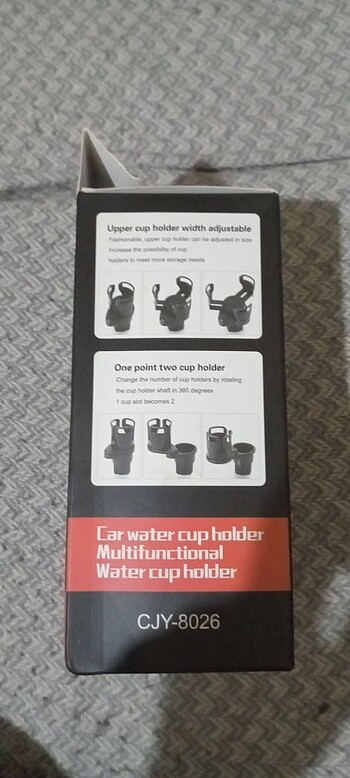 Upper cup holder width adjustable
Fashionable, upper cup holder can be adjusted in size
Increase the possibility of cup
holders to meet more storage needs
One point two cup holder
Change the number of cup holders by rotating
the cup holder shaft in 360 degrees
1 cup slot becomes 2
Car water cup holder
Multifunctional
Water cup holder
CJY-8026